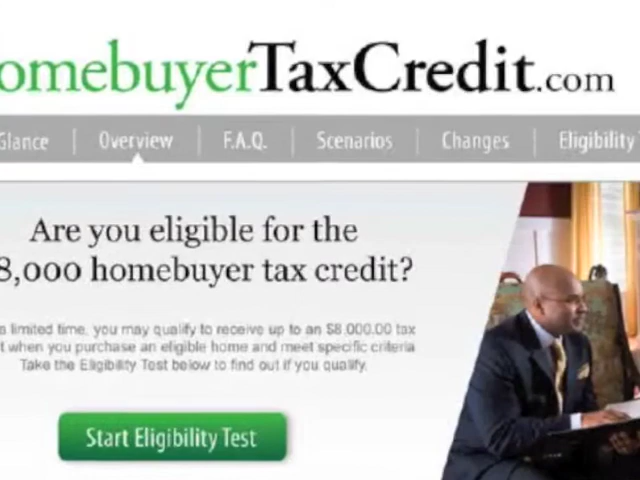 omebuyerTaxCredit.com
Glance | Overview | F.A.Q. | Scenarios | Changes | Eligibility
Are you eligible for the
8,000 homebuyer tax credit?
limited time, you may qualify to receive up to an $8,000.00 tax
when you purchase an eligible home and meet specific criteria
Take the Eligibility Test below to find out if you qualify.
Start Eligibility Test